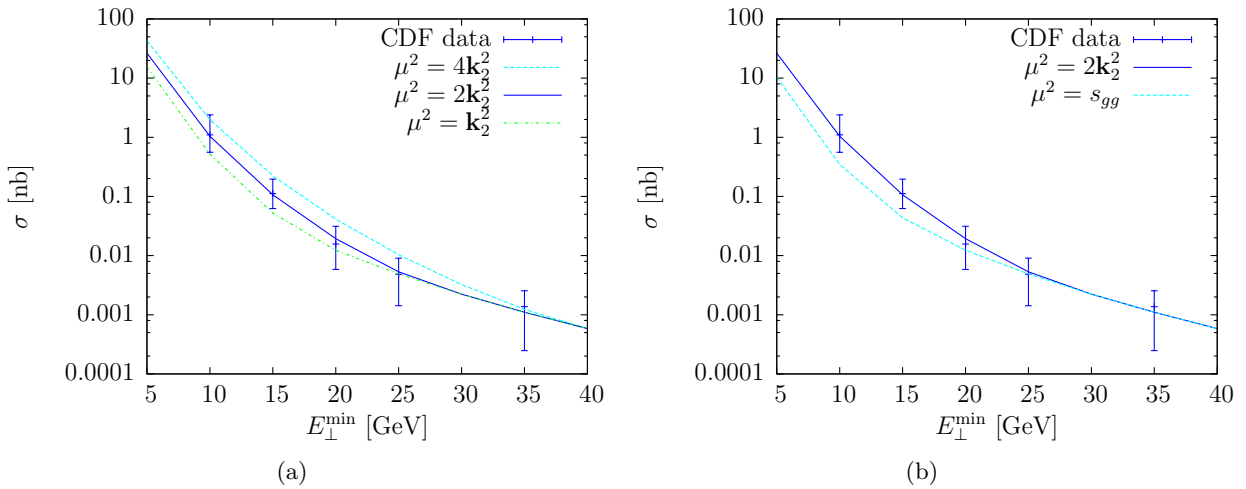 100
10
1
0.1
0.01
0.001
0.0001
σ [nb]
5 10 15 20 25 30 35 40
E⊥^min [GeV]
CDF data
μ² = 4𝐤₂²
μ² = 2𝐤₂²
μ² = 𝐤₂²
(a)
100
10
1
0.1
0.01
0.001
0.0001
σ [nb]
5 10 15 20 25 30 35 40
E⊥^min [GeV]
CDF data
μ² = 2𝐤₂²
μ² = s_gg
(b)